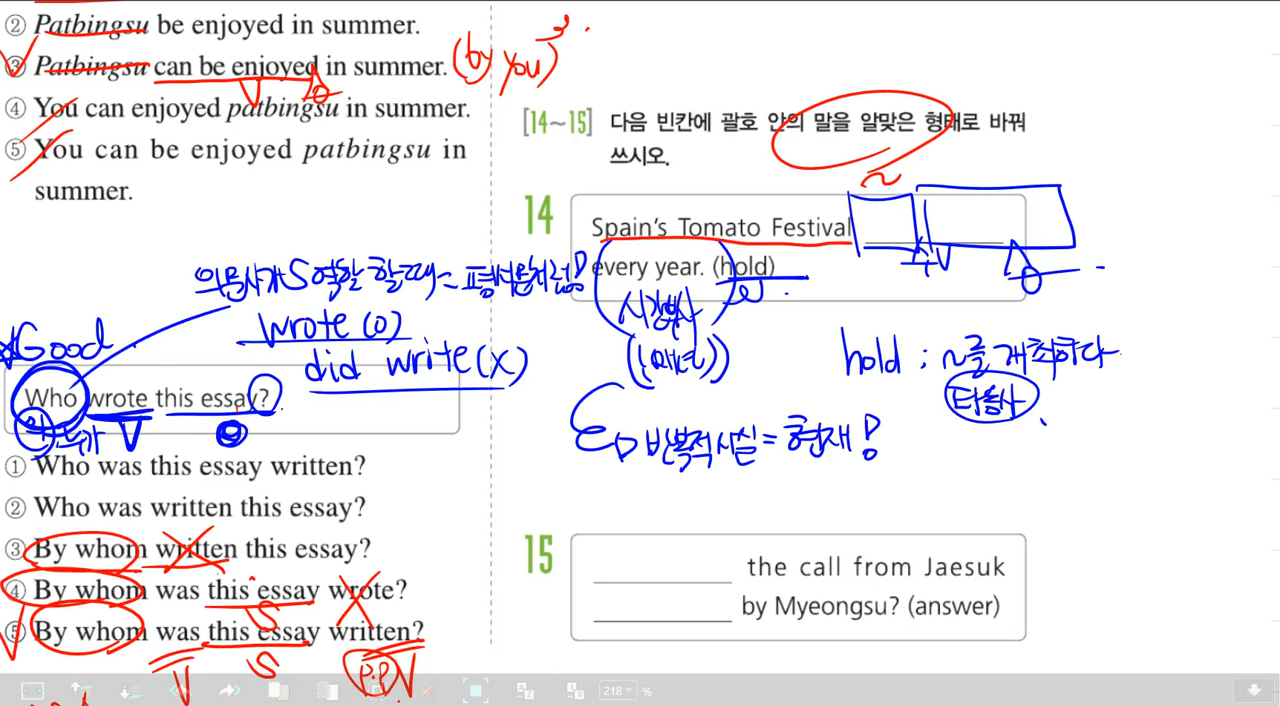 ② Patbingsu be enjoyed in summer.
③ Patbingsu can be enjoyed in summer. (by you)
V
④ You can enjoyed patbingsu in summer.
⑤ You can be enjoyed patbingsu in
summer.
의문사가 S 역할 할 때 = 평서문처럼!
Good
wrote (o)
did write (x)
Who wrote this essay?
V
① Who was this essay written?
② Who was written this essay?
③ By whom written this essay?
④ By whom was this essay wrote?
S
⑤ By whom was this essay written?
V S P.P V
[14~15] 다음 빈칸에 괄호 안의 말을 알맞은 형태로 바꿔
쓰시오.
14
Spain's Tomato Festival
every year. (hold)
시간부사
hold ; ~를 개최하다
타동사
반복적 사실 = 현재!
15
the call from Jaesuk
by Myeongsu? (answer)
218 %